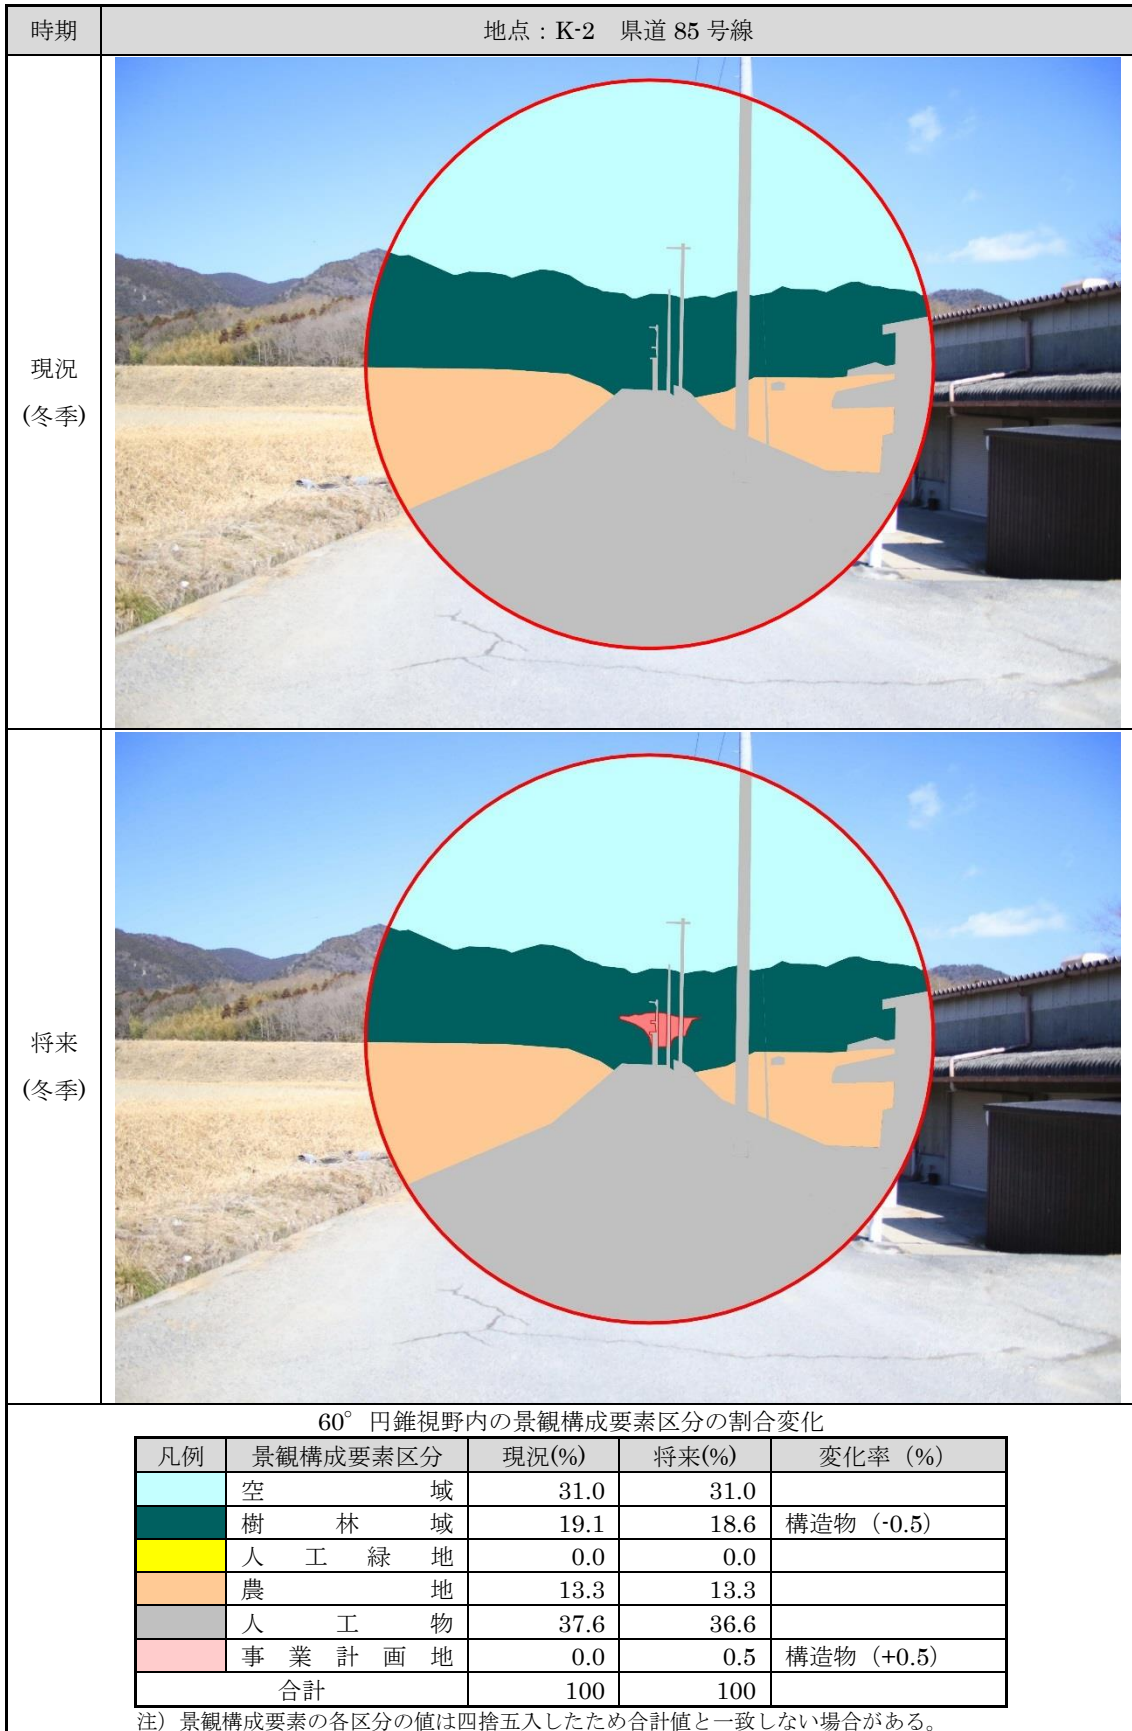 時期 地点：K-2 県道 85 号線
現況
(冬季)
将来
(冬季)
60° 円錐視野内の景観構成要素区分の割合変化
凡例 景観構成要素区分 現況(%) 将来(%) 変化率 (%)
空域 31.0 31.0
樹林域 19.1 18.6 構造物 (-0.5)
人工緑地 0.0 0.0
農地 13.3 13.3
人工物 37.6 36.6
事業計画地 0.0 0.5 構造物 (+0.5)
合計 100 100
注）景観構成要素の各区分の値は四捨五入したため合計値と一致しない場合がある。